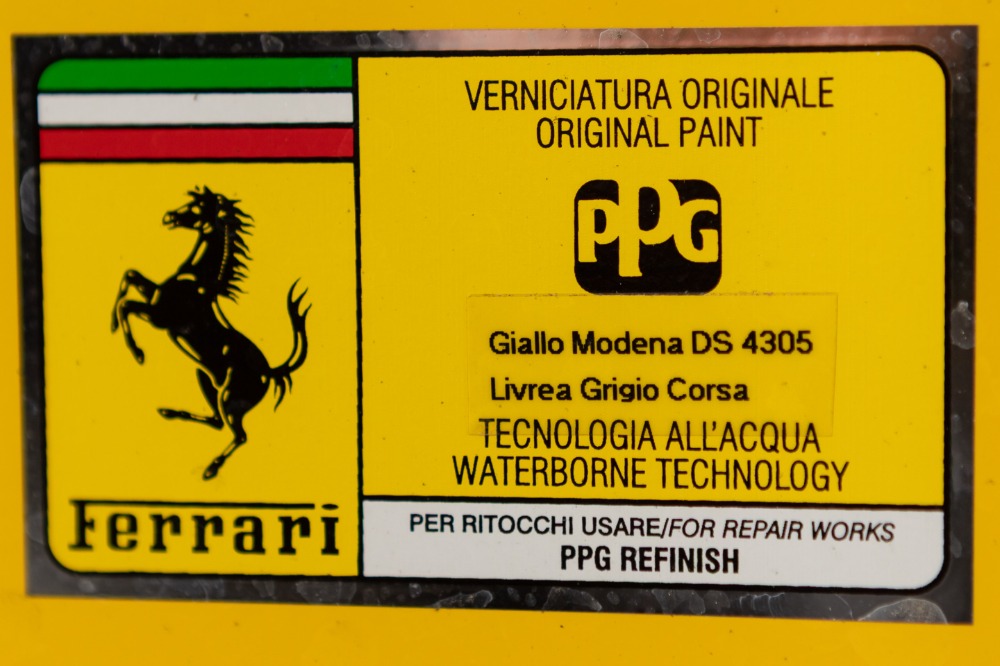 VERNICIATURA ORIGINALE
ORIGINAL PAINT
PPG
Giallo Modena DS 4305
Livrea Grigio Corsa
TECNOLOGIA ALL'ACQUA
WATERBORNE TECHNOLOGY
Ferrari
PER RITOCCHI USARE/FOR REPAIR WORKS
PPG REFINISH